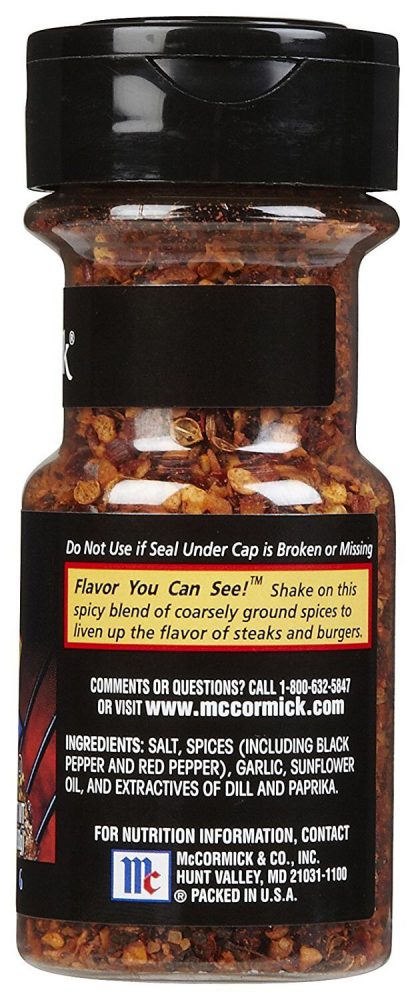 k®
Do Not Use if Seal Under Cap is Broken or Missing
Flavor You Can See!™ Shake on this
spicy blend of coarsely ground spices to
liven up the flavor of steaks and burgers.
COMMENTS OR QUESTIONS? CALL 1-800-632-5847
OR VISIT www.mccormick.com
INGREDIENTS: SALT, SPICES (INCLUDING BLACK
PEPPER AND RED PEPPER), GARLIC, SUNFLOWER
OIL, AND EXTRACTIVES OF DILL AND PAPRIKA.
FOR NUTRITION INFORMATION, CONTACT
Mc
McCORMICK & CO., INC.
HUNT VALLEY, MD 21031-1100
® PACKED IN U.S.A.